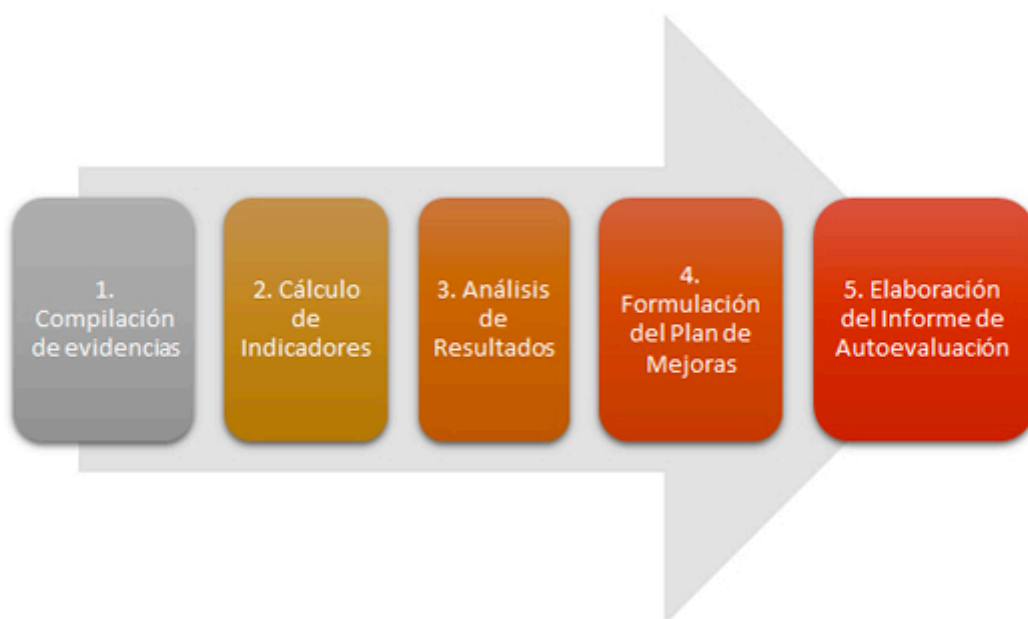 1.
Compilación
de evidencias
2. Cálculo
de
Indicadores
3. Análisis
de
Resultados
4.
Formulación
del Plan de
Mejoras
5. Elaboración
del Informe de
Autoevaluación